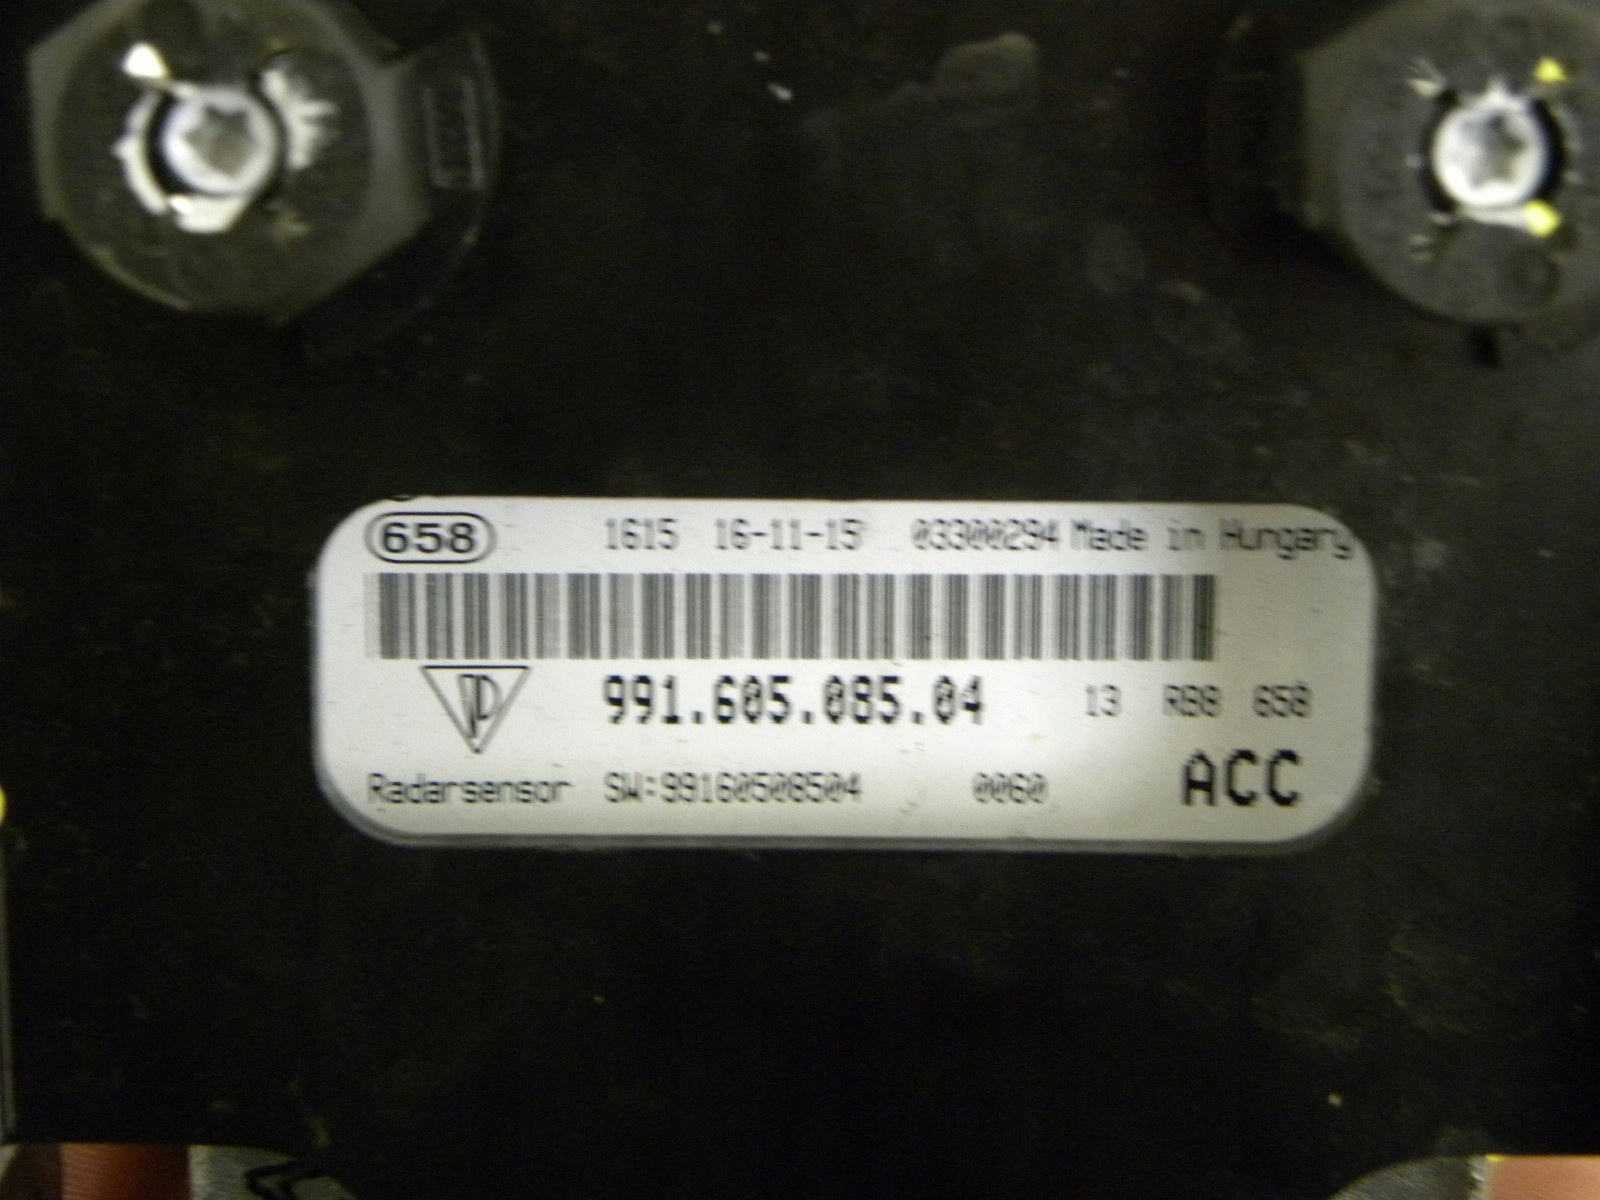 658 1615 16-11-15 03300294 Made in Hungary
991.605.085.04 13 RB8 658
Radarsensor SW:99160508504 0060 ACC